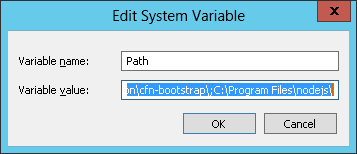 Edit System Variable
x
Variable name: Path
Variable value: on\cfn-bootstrap\;C:\Program Files\nodejs\
OK Cancel